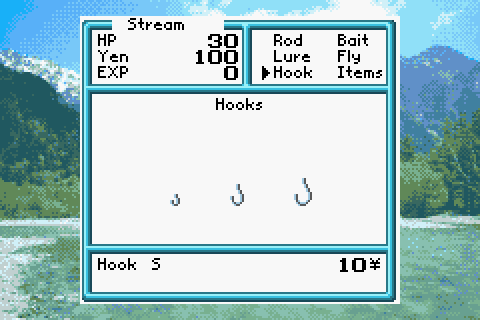 Stream
HP 30
Yen 100
EXP 0
Rod Bait
Lure Fly
Hook Items
Hooks
Hook S 10¥